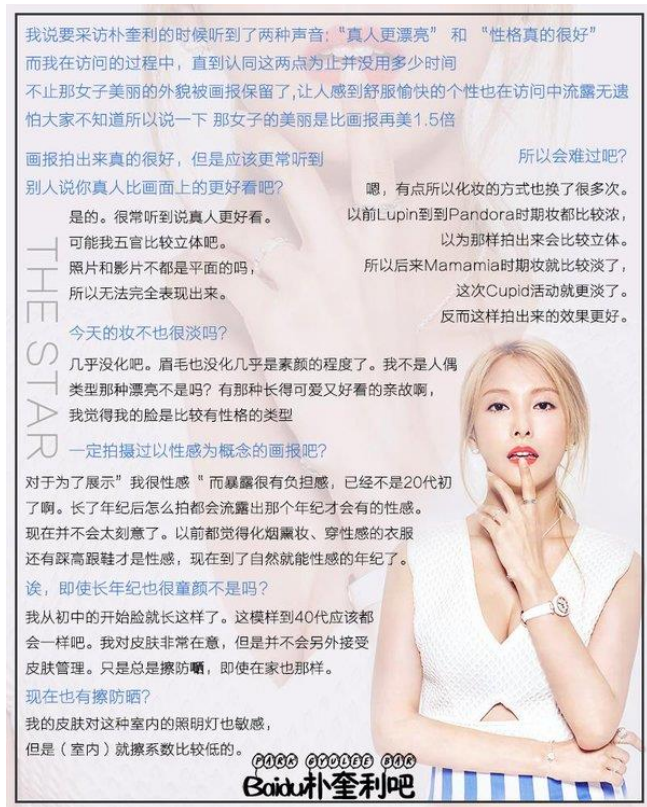 我说要采访朴奎利的时候听到了两种声音：“真人更漂亮” 和 “性格真的很好”
而我在访问的过程中，直到认同这两点为止并没用多少时间
不止那女子美丽的外貌被画报保留了,让人感到舒服愉快的个性也在访问中流露无遗
怕大家不知道所以说一下 那女子的美丽是比画报再美1.5倍
画报拍出来真的很好，但是应该更常听到
别人说你真人比画面上的更好看吧？
是的。很常听到说真人更好看。
可能我五官比较立体吧。
照片和影片不都是平面的吗，
所以无法完全表现出来。
所以会难过吧？
嗯，有点所以化妆的方式也换了很多次。
以前Lupin到到Pandora时期妆都比较浓，
以为那样拍出来会比较立体。
所以后来Mamamia时期妆就比较淡了，
这次Cupid活动就更淡了。
反而这样拍出来的效果更好。
THE STAR
今天的妆不也很淡吗？
几乎没化吧。眉毛也没化几乎是素颜的程度了。我不是人偶
类型那种漂亮不是吗？有那种长得可爱又好看的亲故啊，
我觉得我的脸是比较有性格的类型
一定拍摄过以性感为概念的画报吧？
对于为了展示”我很性感“而暴露很有负担感，已经不是20代初
了啊。长了年纪后怎么拍都会流露出那个年纪才会有的性感。
现在并不会太刻意了。以前都觉得化烟熏妆、穿性感的衣服
还有踩高跟鞋才是性感，现在到了自然就能性感的年纪了。
诶，即使长年纪也很童颜不是吗？
我从初中的开始脸就长这样了。这模样到40代应该都
会一样吧。我对皮肤非常在意，但是并不会另外接受
皮肤管理。只是总是擦防晒，即使在家也那样。
现在也有擦防晒？
我的皮肤对这种室内的照明灯也敏感，
但是（室内）就擦系数比较低的。
PARK GYULEE BAR
Baidu朴奎利吧